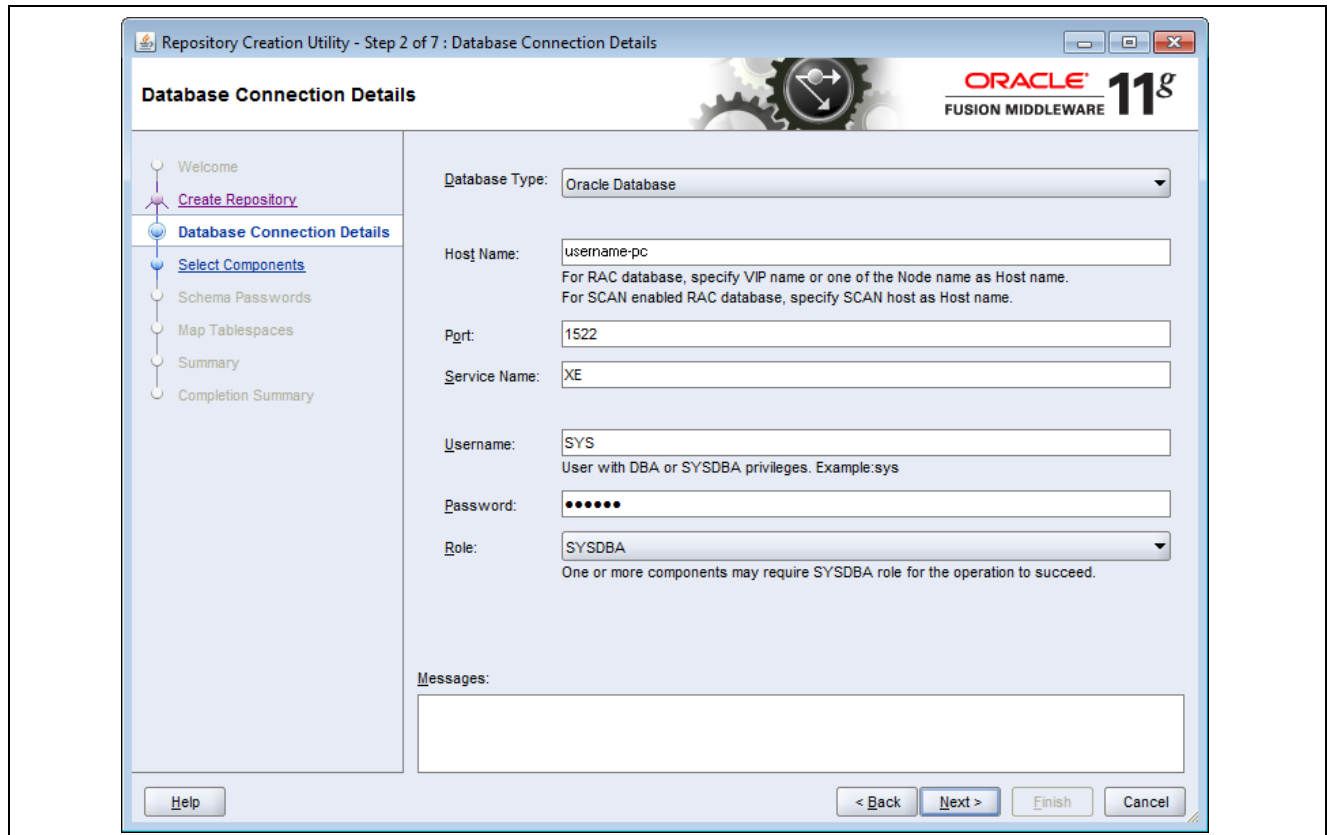 Repository Creation Utility - Step 2 of 7 : Database Connection Details
Database Connection Details
ORACLE
FUSION MIDDLEWARE 11g
Welcome
Create Repository
Database Connection Details
Select Components
Schema Passwords
Map Tablespaces
Summary
Completion Summary
Database Type: Oracle Database
Host Name: username-pc
For RAC database, specify VIP name or one of the Node name as Host name.
For SCAN enabled RAC database, specify SCAN host as Host name.
Port: 1522
Service Name: XE
Username: SYS
User with DBA or SYSDBA privileges. Example:sys
Password: ••••••
Role: SYSDBA
One or more components may require SYSDBA role for the operation to succeed.
Messages:
Help < Back Next > Finish Cancel